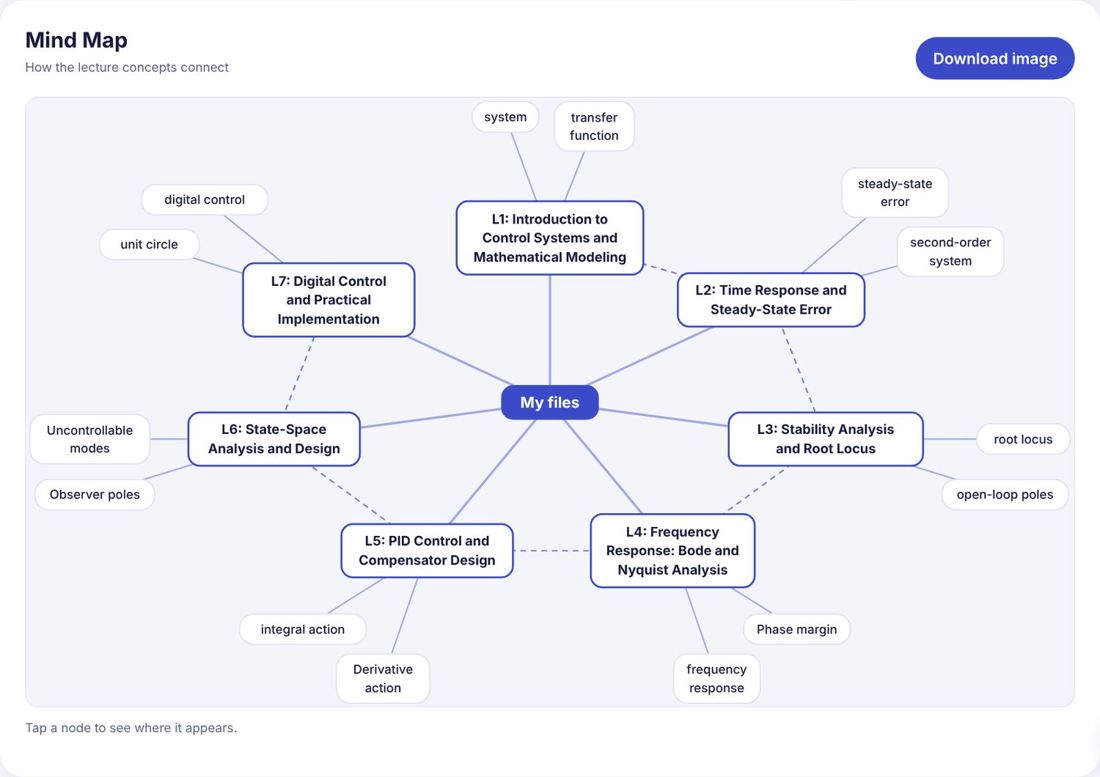 Mind Map
How the lecture concepts connect
Download image
system
transfer
function
steady-state
error
second-order
system
digital control
unit circle
L1: Introduction to
Control Systems and
Mathematical Modeling
L2: Time Response and
Steady-State Error
L7: Digital Control
and Practical
Implementation
My files
L6: State-Space
Analysis and Design
Uncontrollable
modes
Observer poles
L3: Stability Analysis
and Root Locus
root locus
open-loop poles
L5: PID Control and
Compensator Design
L4: Frequency
Response: Bode and
Nyquist Analysis
integral action
Derivative
action
Phase margin
frequency
response
Tap a node to see where it appears.